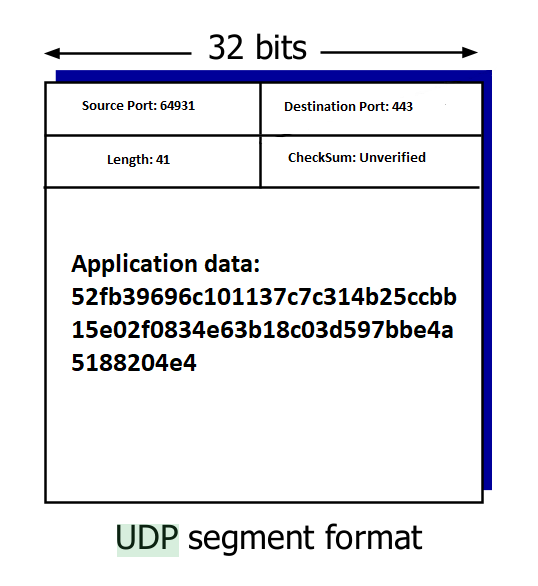 32 bits
Source Port: 64931
Destination Port: 443
Length: 41
CheckSum: Unverified
Application data:
52fb39696c101137c7c314b25ccbb
15e02f0834e63b18c03d597bbe4a
5188204e4
UDP segment format